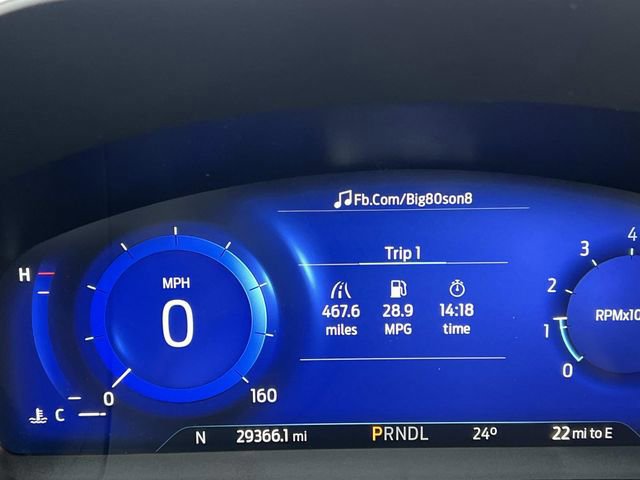 Fb.Com/Big80son8
Trip 1
467.6 28.9 14:18
miles MPG time
H
C
MPH
0
0
160
4
3
2
1
0
RPMx10
N 29366.1 mi PRNDL 24° 22 mi to E